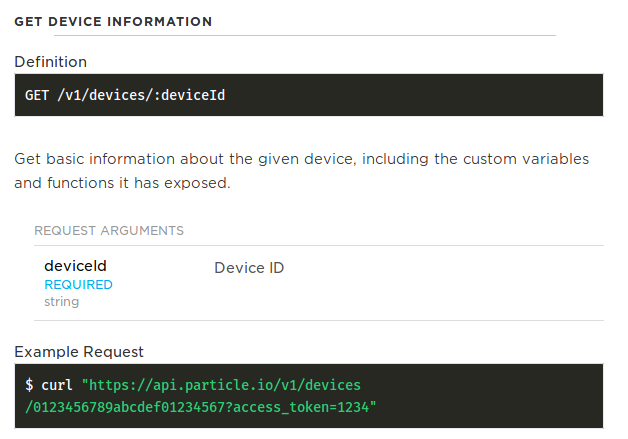 GET DEVICE INFORMATION
Definition
GET /v1/devices/:deviceId
Get basic information about the given device, including the custom variables
and functions it has exposed.
REQUEST ARGUMENTS
deviceId Device ID
REQUIRED
string
Example Request
$ curl "https://api.particle.io/v1/devices
/0123456789abcdef01234567?access_token=1234"